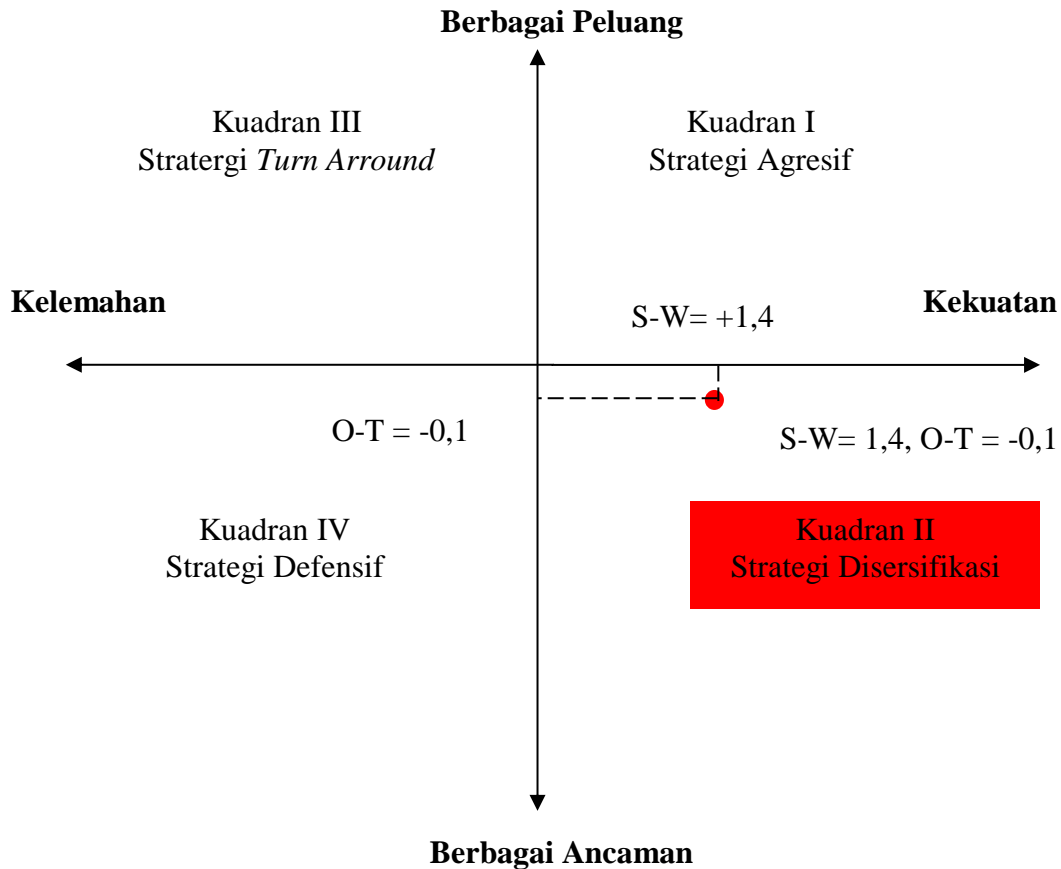 Berbagai Peluang
Kuadran III
Stratergi Turn Arround
Kuadran I
Strategi Agresif
Kelemahan
S-W= +1,4
Kekuatan
O-T = -0,1
S-W= 1,4, O-T = -0,1
Kuadran IV
Strategi Defensif
Kuadran II
Strategi Disersifikasi
Berbagai Ancaman